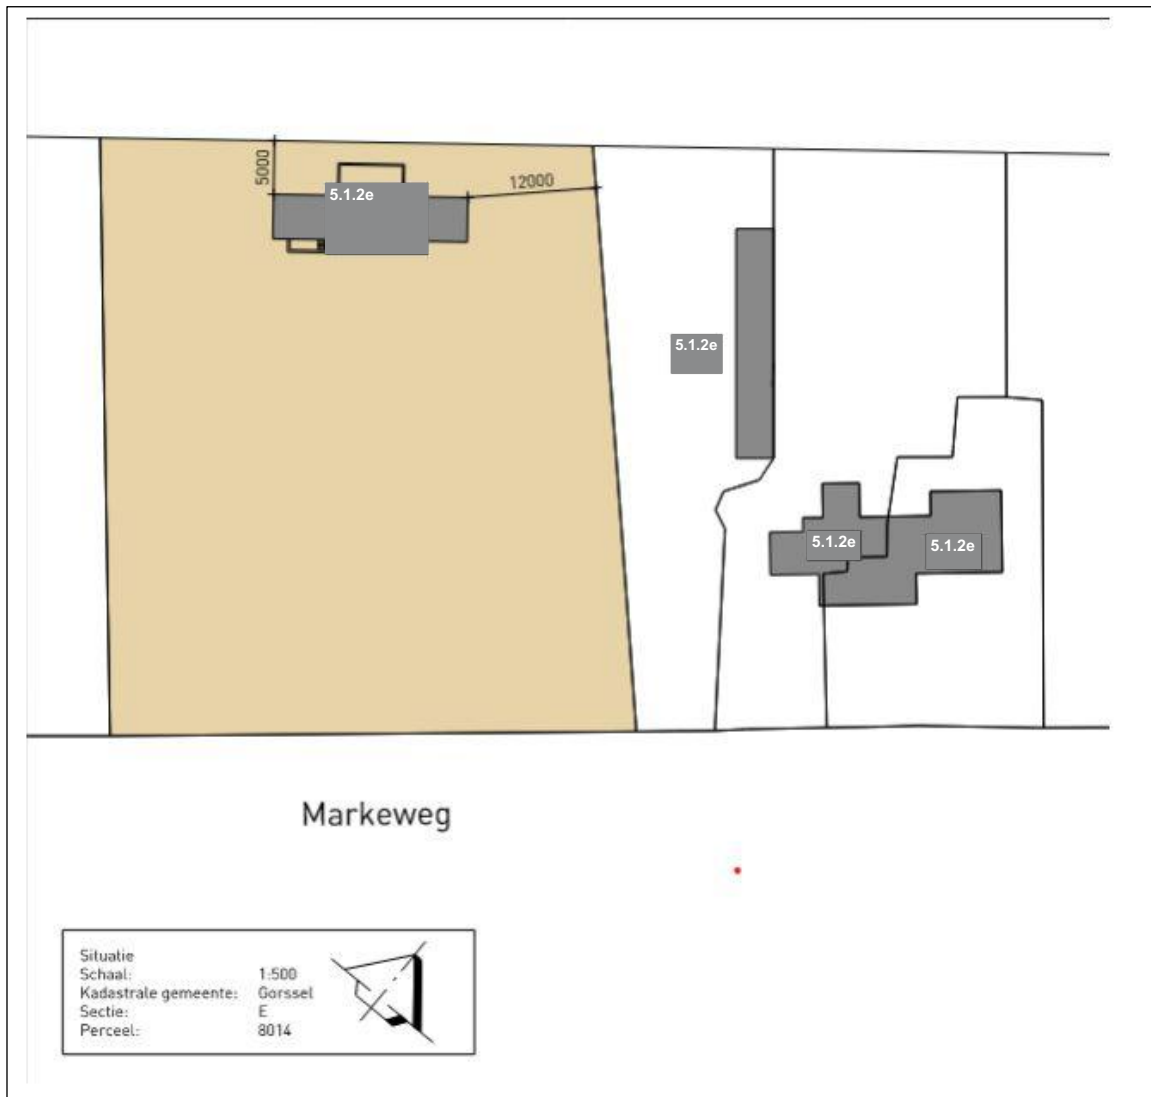 5000
5.1.2e
12000
5.1.2e
5.1.2e
5.1.2e
Markeweg
Situatie
Schaal: 1:500
Kadastrale gemeente: Gorssel
Sectie: E
Perceel: 8014